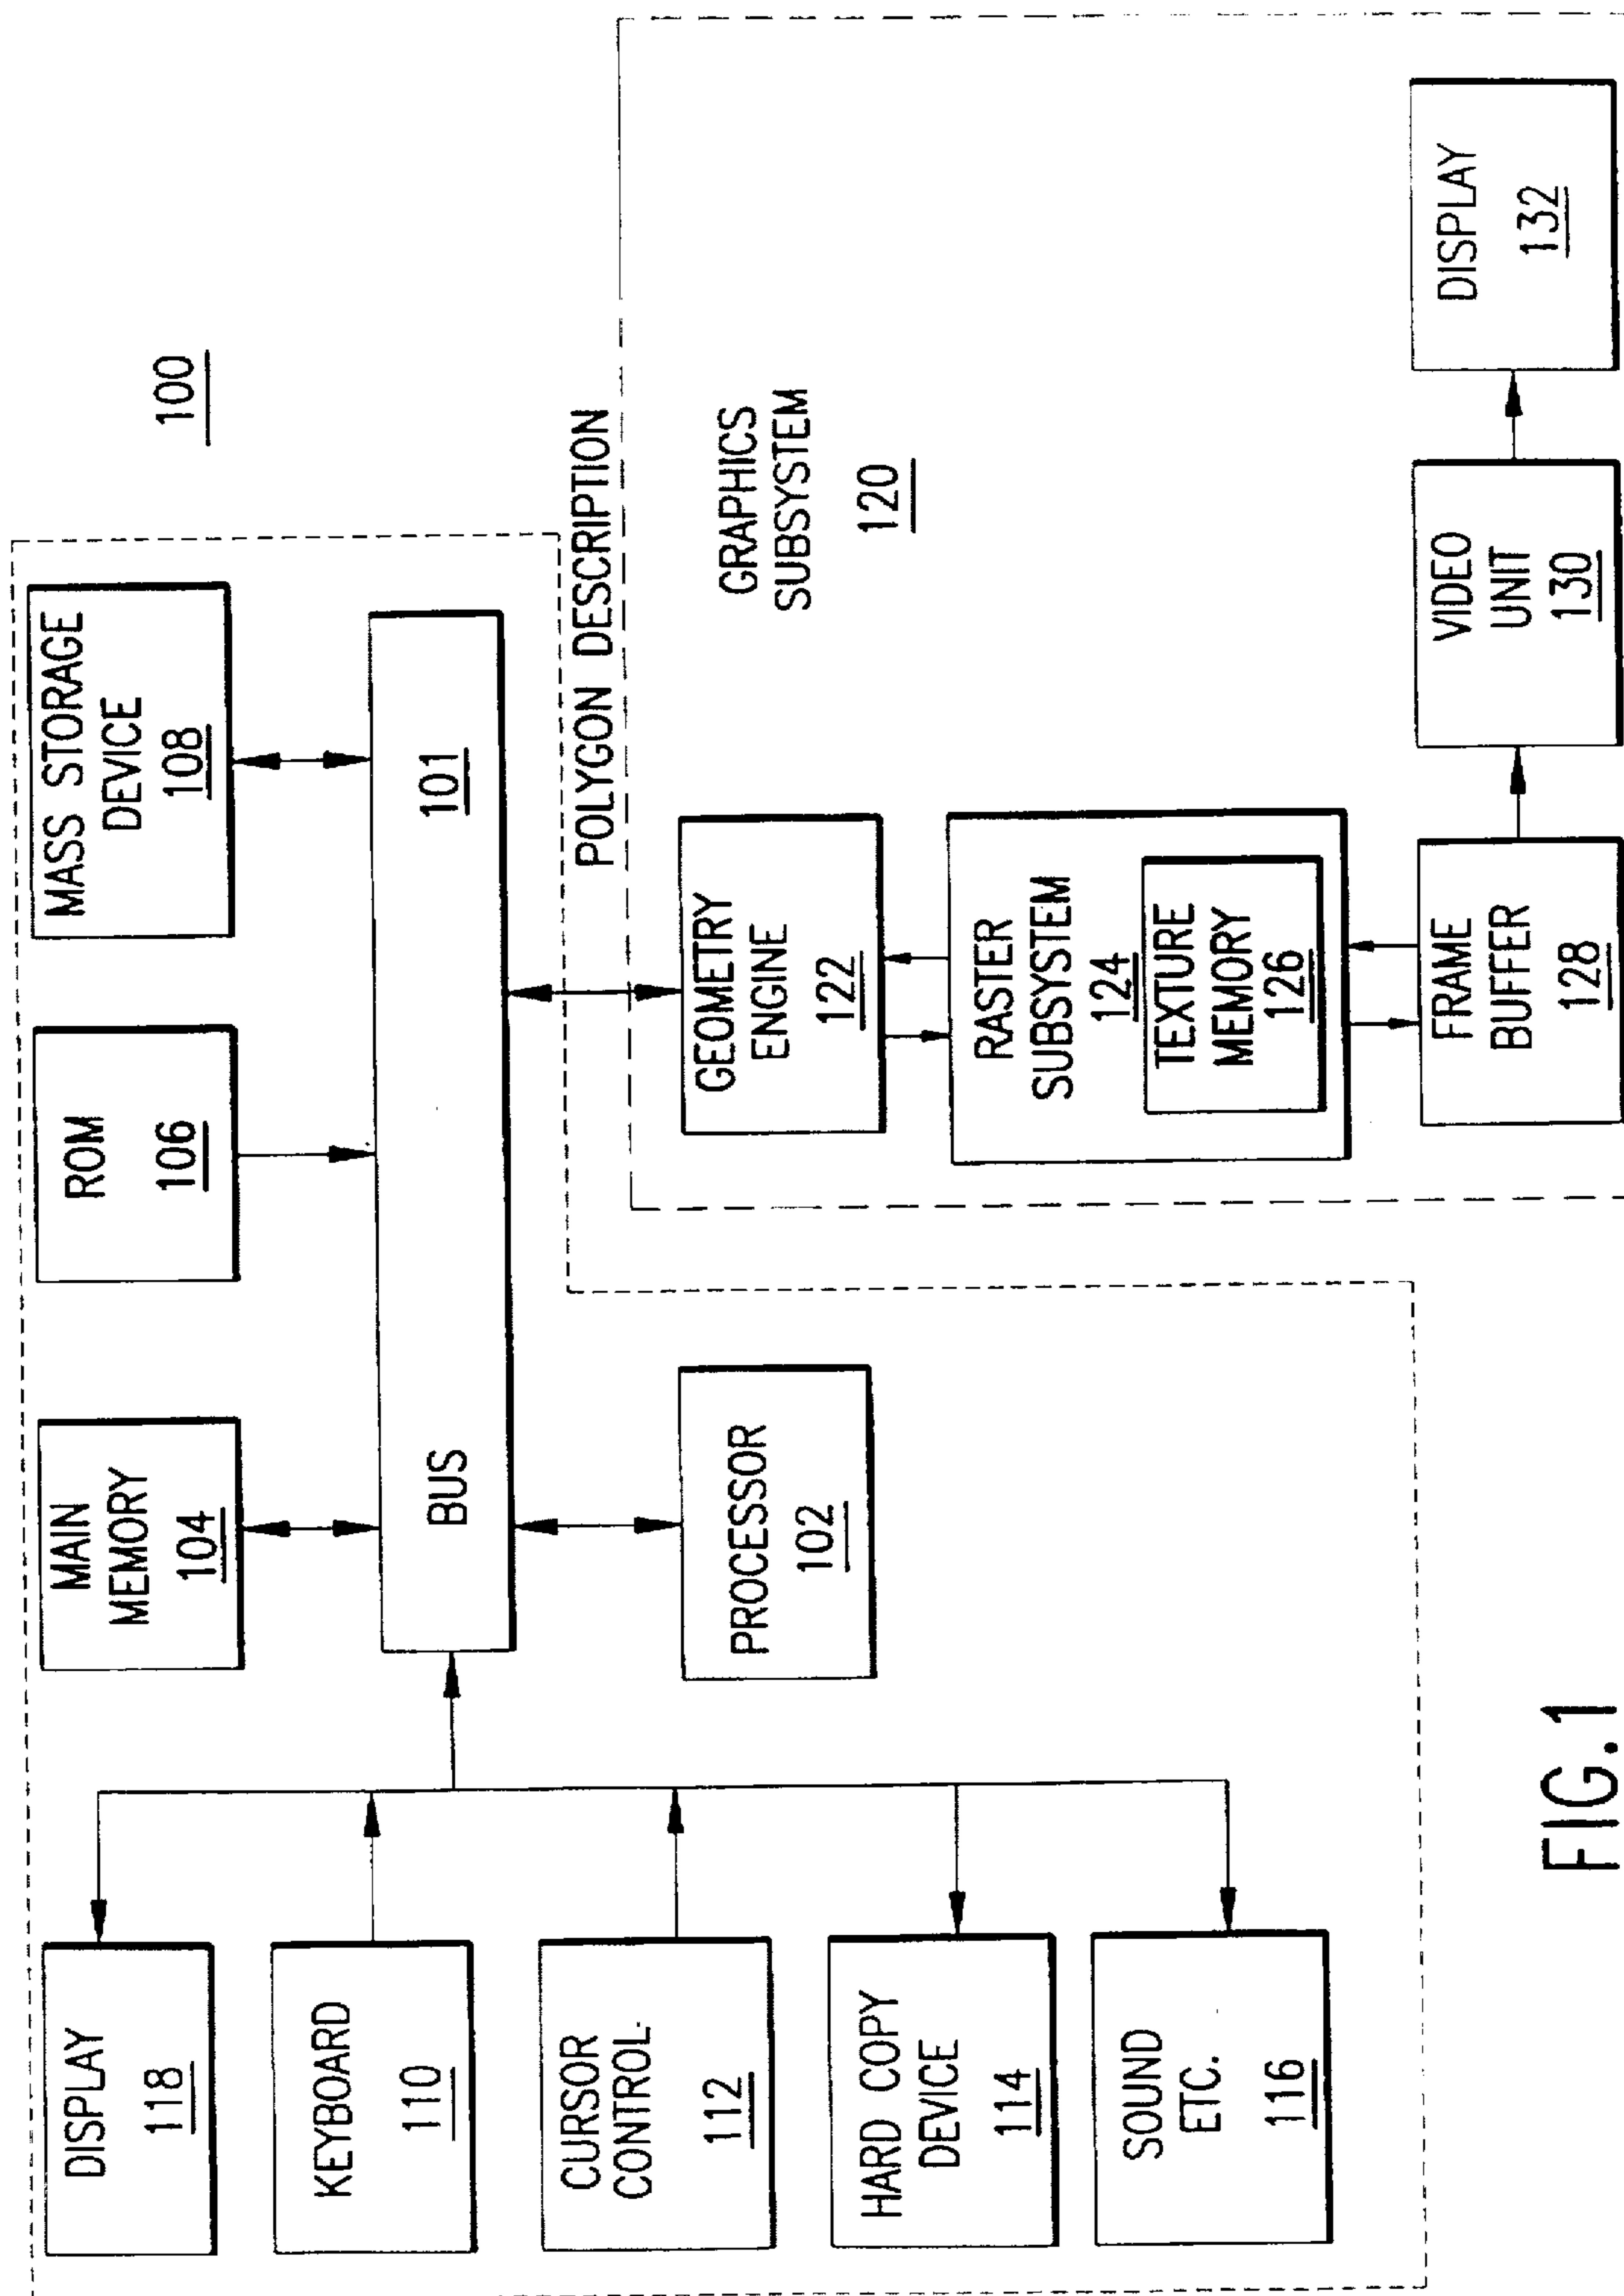 100
DISPLAY
118
KEYBOARD
110
CURSOR
CONTROL
112
HARD COPY
DEVICE
114
SOUND
ETC.
116
MAIN
MEMORY
104
ROM
106
MASS STORAGE
DEVICE
108
BUS
101
PROCESSOR
102
POLYGON DESCRIPTION
GRAPHICS
SUBSYSTEM
120
GEOMETRY
ENGINE
122
RASTER
SUBSYSTEM
124
TEXTURE
MEMORY
126
FRAME
BUFFER
128
VIDEO
UNIT
130
DISPLAY
132
FIG.1